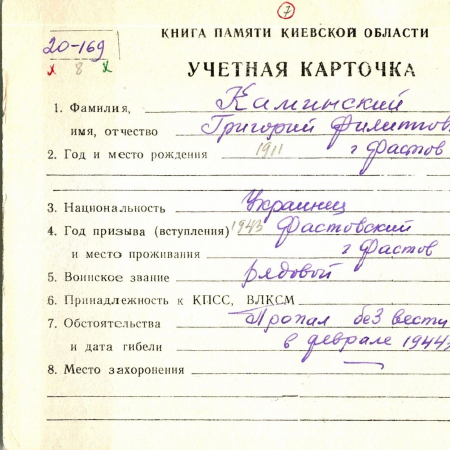 7
КНИГА ПАМЯТИ КИЕВСКОЙ ОБЛАСТИ
20-169
х 8 х
УЧЕТНАЯ КАРТОЧКА
1. Фамилия, Каминский
имя, отчество Григорий Филиппов
2. Год и место рождения 1911 г Фастов
3. Национальность Украинец
4. Год призыва (вступления) 1943 Фастовский
и место проживания г Фастов
5. Воинское звание рядовой
6. Принадлежность к КПСС, ВЛКСМ
7. Обстоятельства Пропал без вести
и дата гибели в феврале 1944
8. Место захоронения